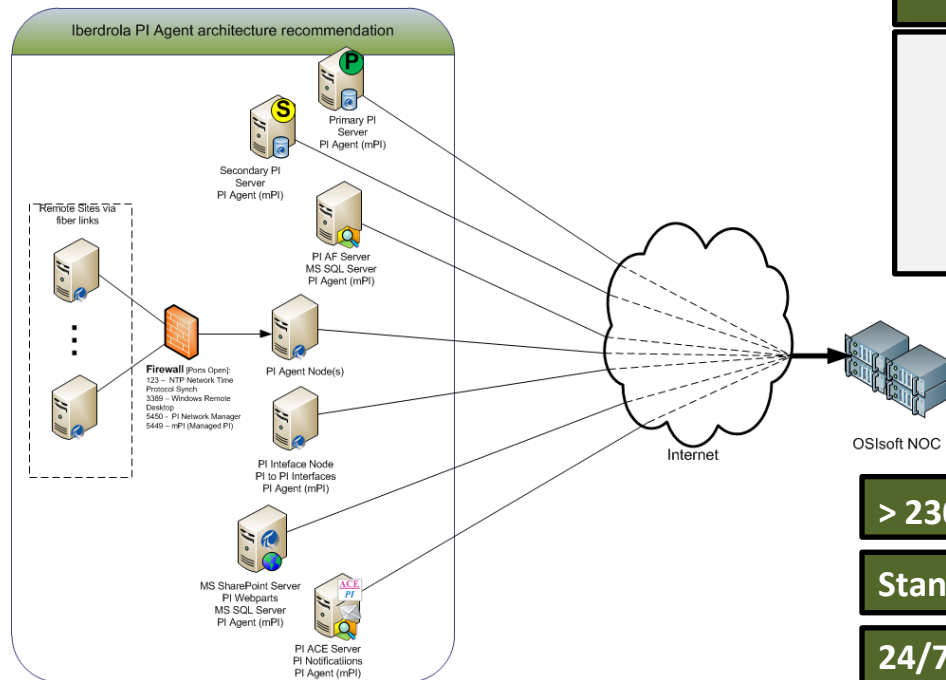 Iberdrola PI Agent architecture recommendation
P
Primary PI
Server
PI Agent (mPI)
S
Secondary PI
Server
PI Agent (mPI)
Remote Sites via
fiber links
PI AF Server
MS SQL Server
PI Agent (mPI)
Firewall [Pons Open]:
123 – NTP Network Time
Protocol Synch
3389 – Windows Remote
Desktop
5450 - PI Network Manager
5449 – mPI (Managed PI)
PI Agent Node(s)
PI Inteface Node
PI to PI Interfaces
PI Agent (mPI)
MS SharePoint Server
PI Webparts
MS SQL Server
PI Agent (mPI)
ACE
PI
PI ACE Server
PI Notificatiions
PI Agent (mPI)
Internet
OSIsoft NOC
> 230
Stan
24/7